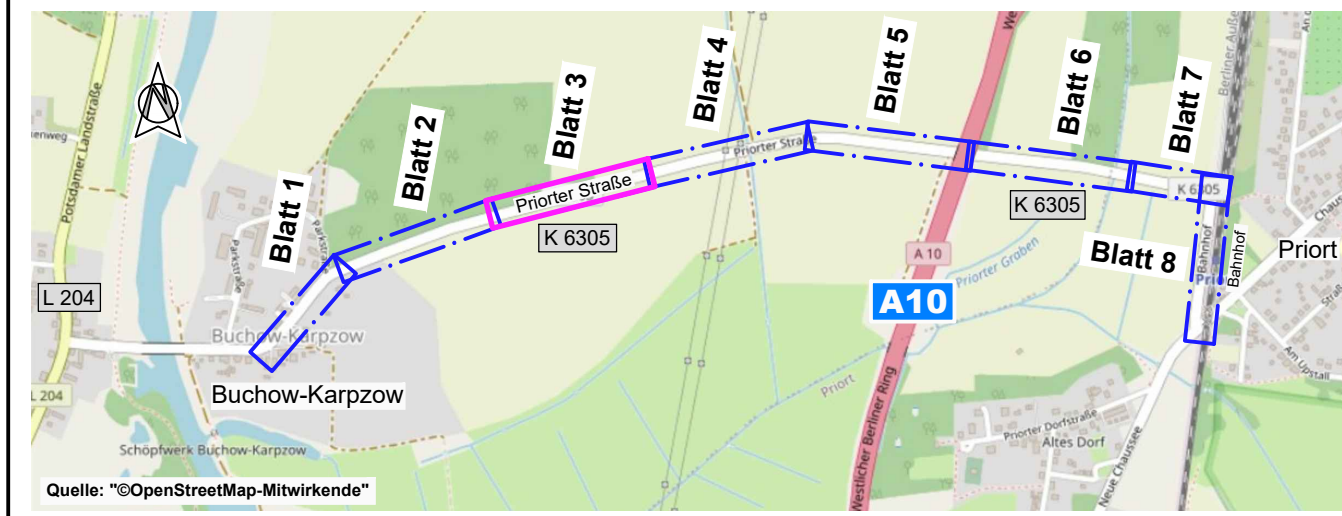 Blatt 1
Blatt 2
Blatt 3
Blatt 4
Blatt 5
Blatt 6
Blatt 7
Blatt 8
N
Potsdamer Landstraße
Parkstraße
L 204
L 204
Buchow-Karpzow
Buchow-Karpzow
Schöpfwerk Buchow-Karpzow
Priorter Straße
K 6305
Priorter Straße
A 10
A10
Westlicher Berliner Ring
Priorter Graben
Priort
K 6305
K 6305
Bahnhof
Bahnhof
Priort
Am Upstall
Priorter Dorfstraße
Altes Dorf
Neue Chaussee
Quelle: "©OpenStreetMap-Mitwirkende"